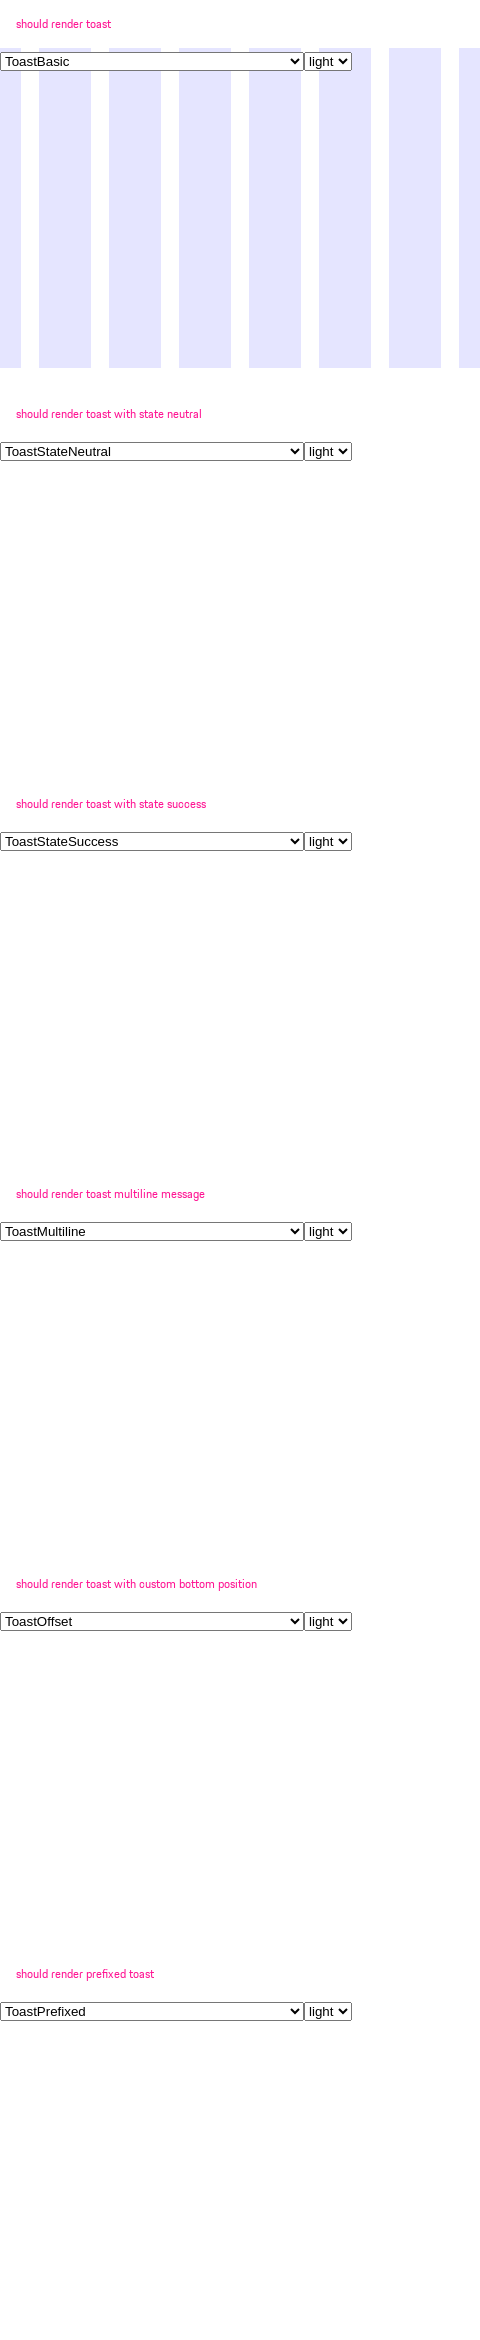 should render toast
ToastBasic light
should render toast with state neutral
ToastStateNeutral light
should render toast with state success
ToastStateSuccess light
should render toast multiline message
ToastMultiline light
should render toast with custom bottom position
ToastOffset light
should render prefixed toast
ToastPrefixed light